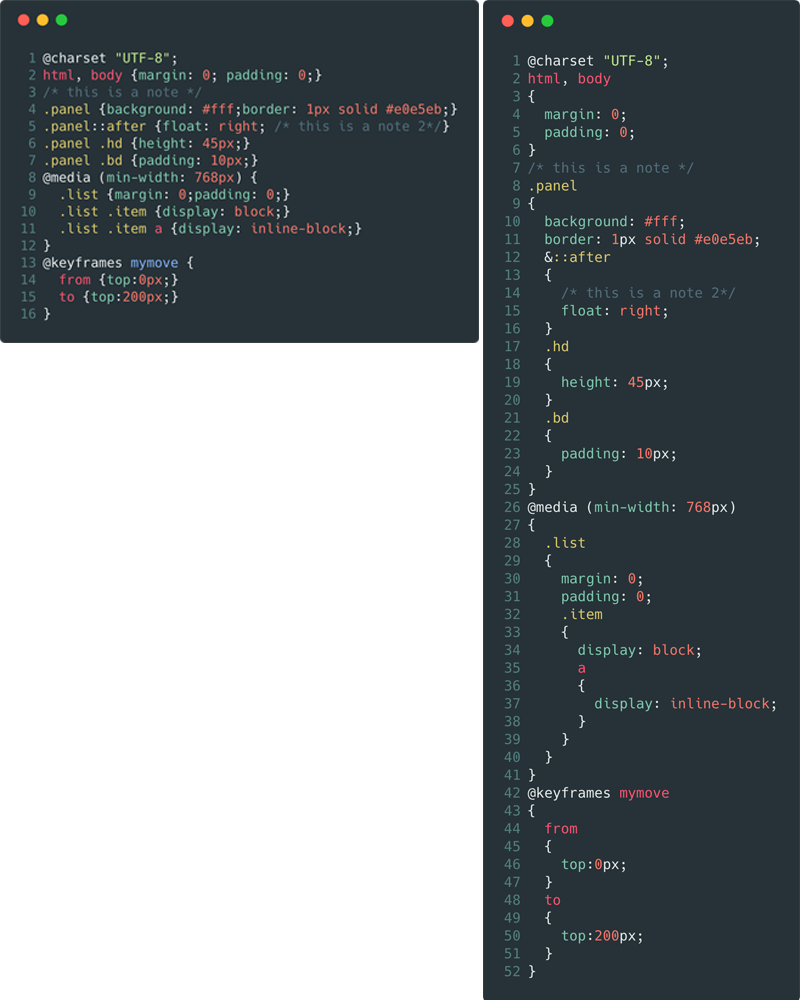 1 @charset "UTF-8";
2 html, body {margin: 0; padding: 0;}
3 /* this is a note */
4 .panel {background: #fff;border: 1px solid #e0e5eb;}
5 .panel::after {float: right; /* this is a note 2*/}
6 .panel .hd {height: 45px;}
7 .panel .bd {padding: 10px;}
8 @media (min-width: 768px) {
9   .list {margin: 0;padding: 0;}
10   .list .item {display: block;}
11   .list .item a {display: inline-block;}
12 }
13 @keyframes mymove {
14   from {top:0px;}
15   to {top:200px;}
16 }
1 @charset "UTF-8";
2 html, body
3 {
4   margin: 0;
5   padding: 0;
6 }
7 /* this is a note */
8 .panel
9 {
10   background: #fff;
11   border: 1px solid #e0e5eb;
12   &::after
13   {
14     /* this is a note 2*/
15     float: right;
16   }
17   .hd
18   {
19     height: 45px;
20   }
21   .bd
22   {
23     padding: 10px;
24   }
25 }
26 @media (min-width: 768px)
27 {
28   .list
29   {
30     margin: 0;
31     padding: 0;
32     .item
33     {
34       display: block;
35       a
36       {
37         display: inline-block;
38       }
39     }
40   }
41 }
42 @keyframes mymove
43 {
44   from
45   {
46     top:0px;
47   }
48   to
49   {
50     top:200px;
51   }
52 }